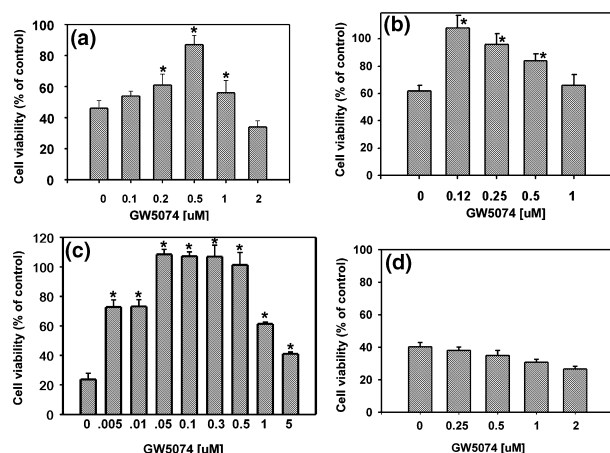 (a)
Cell viability (% of control)
100
80
60
40
20
0
* * *
0 0.1 0.2 0.5 1 2
GW5074 [uM]
(b)
Cell viability (% of control)
100
80
60
40
20
0
* * *
0 0.12 0.25 0.5 1
GW5074 [uM]
(c)
Cell viability (% of control)
120
100
80
60
40
20
0
* * * * * * * *
0 .005 .01 .05 0.1 0.3 0.5 1 5
GW5074 [uM]
(d)
Cell viability (% of control)
100
80
60
40
20
0
0 0.25 0.5 1 2
GW5074 [uM]